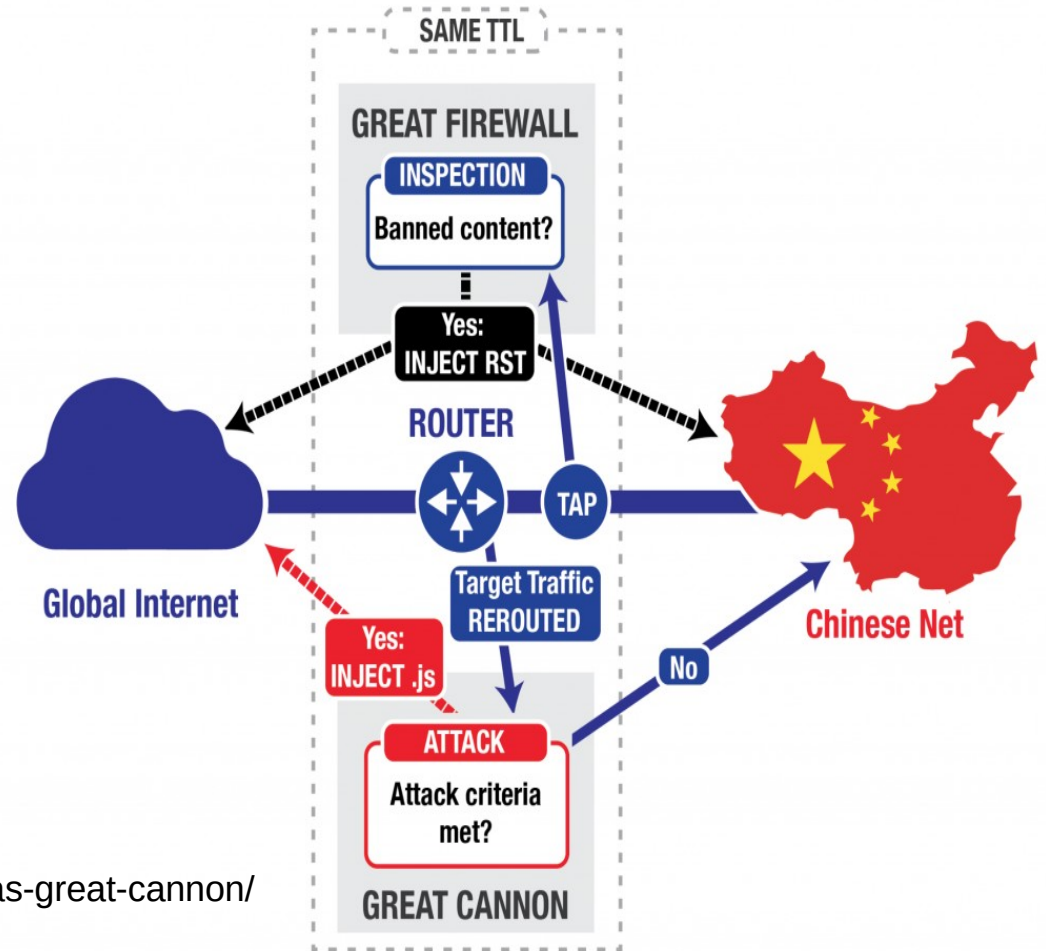 SAME TTL
GREAT FIREWALL
INSPECTION
Banned content?
Yes:
INJECT RST
ROUTER
TAP
Global Internet
Target Traffic
REROUTED
Chinese Net
Yes:
INJECT .js
No
ATTACK
Attack criteria
met?
as-great-cannon/
GREAT CANNON